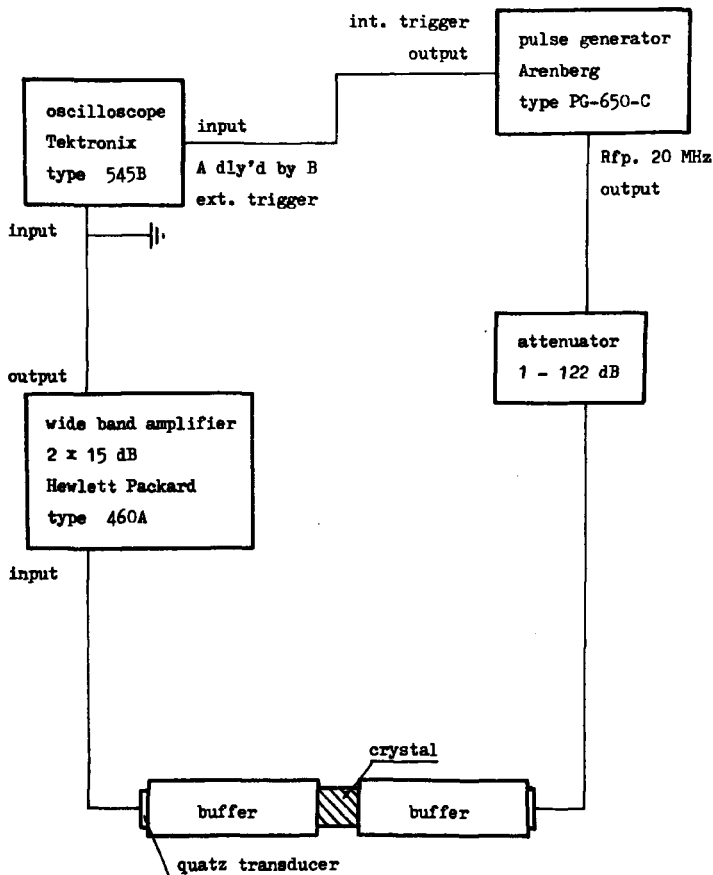 int. trigger
output
pulse generator
Arenberg
type PG-650-C
oscilloscope
Tektronix
type 545B
input
A dly'd by B
ext. trigger
Rfp. 20 MHz
output
input
attenuator
1 - 122 dB
output
wide band amplifier
2 x 15 dB
Hewlett Packard
type 460A
input
crystal
buffer
buffer
quatz transducer